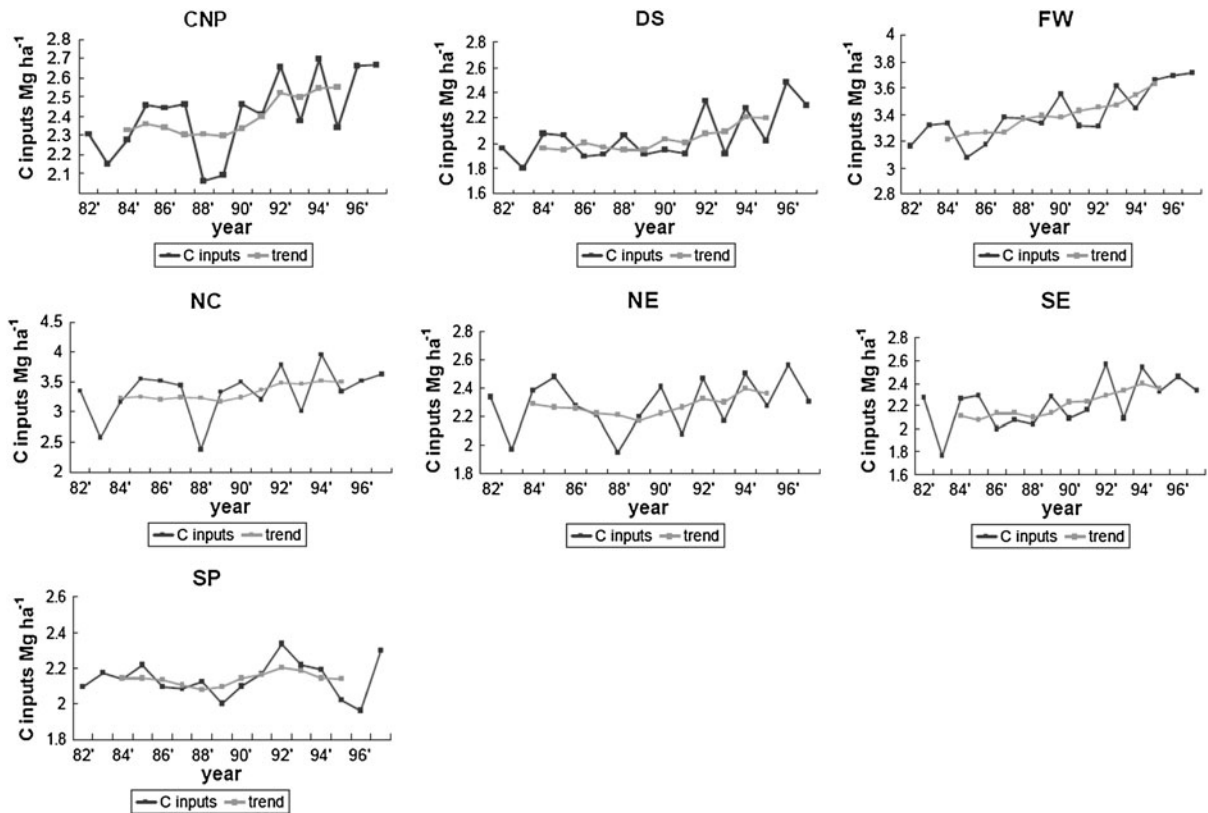 CNP
C inputs Mg ha-1
2.8
2.7
2.6
2.5
2.4
2.3
2.2
2.1
82' 84' 86' 88' 90' 92' 94' 96'
year
C inputs trend
DS
C inputs Mg ha-1
2.8
2.6
2.4
2.2
2
1.8
1.6
82' 84' 86' 88' 90' 92' 94' 96'
year
C inputs trend
FW
C inputs Mg ha-1
4
3.8
3.6
3.4
3.2
3
2.8
82' 84' 86' 88' 90' 92' 94' 96'
year
C inputs trend
NC
C inputs Mg ha-1
4.5
4
3.5
3
2.5
2
82' 84' 86' 88' 90' 92' 94' 96'
year
C inputs trend
NE
C inputs Mg ha-1
2.8
2.6
2.4
2.2
2
1.8
82' 84' 86' 88' 90' 92' 94' 96'
year
C inputs trend
SE
C inputs Mg ha-1
2.8
2.6
2.4
2.2
2
1.8
1.6
82' 84' 86' 88' 90' 92' 94' 96'
year
C inputs trend
SP
C inputs Mg ha-1
2.6
2.4
2.2
2
1.8
82' 84' 86' 88' 90' 92' 94' 96'
year
C inputs trend